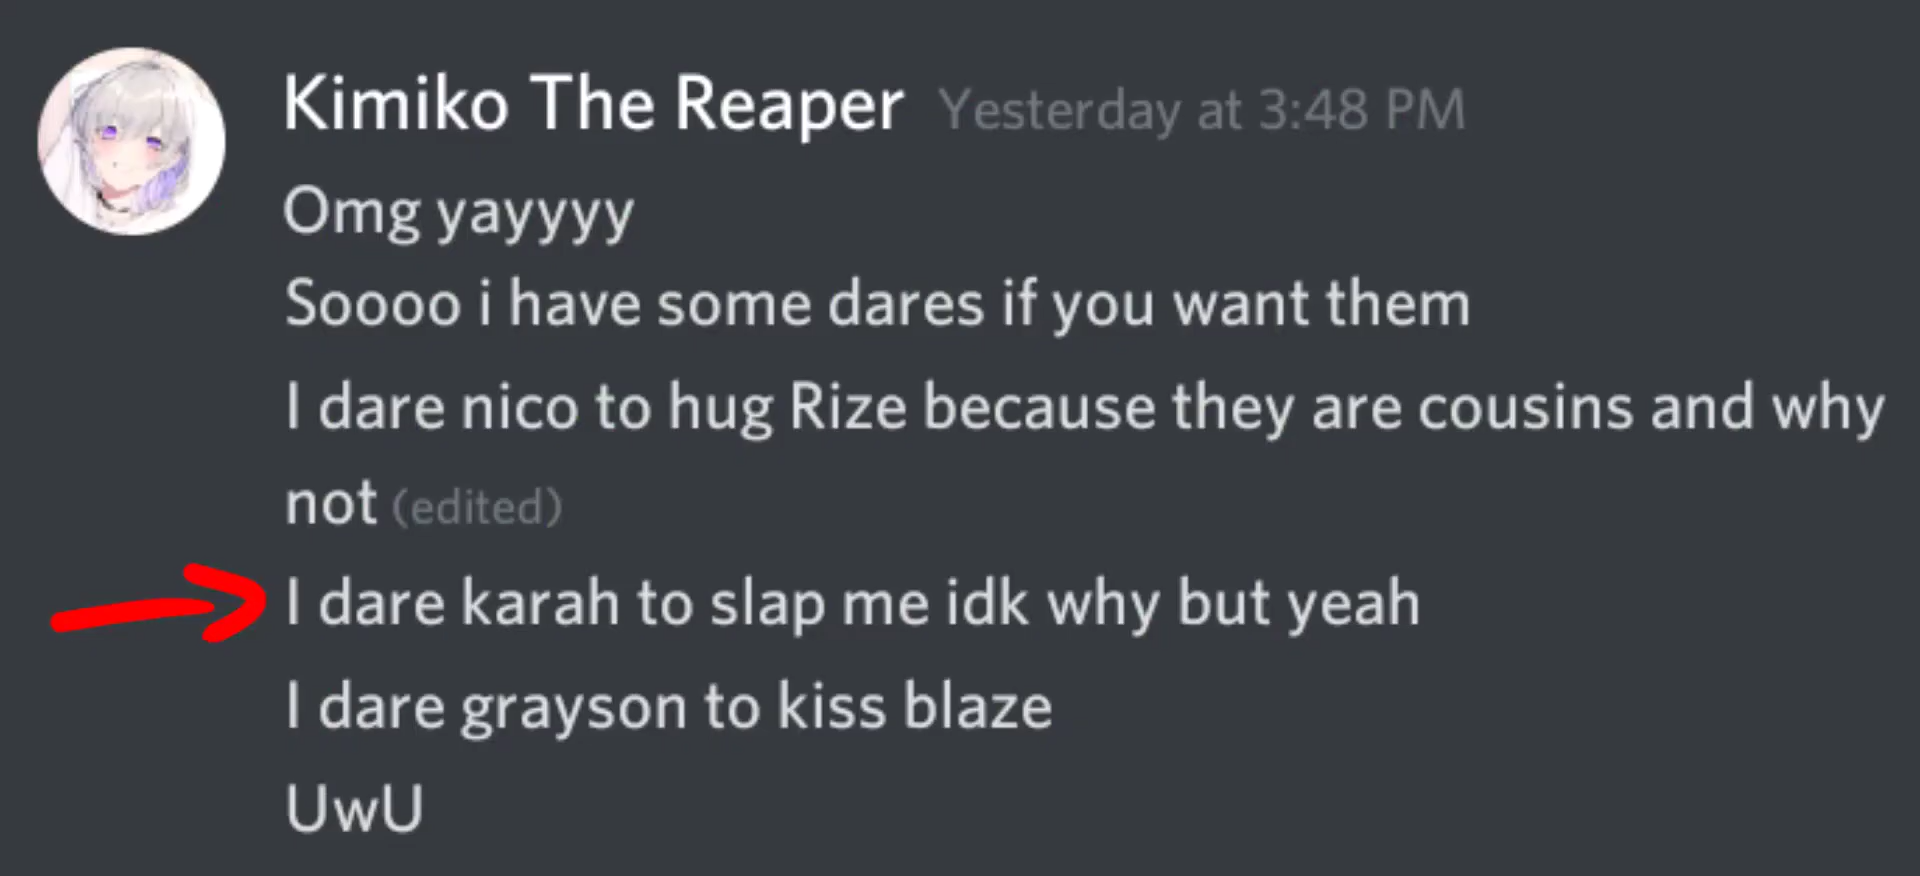 Kimiko The Reaper Yesterday at 3:48 PM
Omg yayyyy
Soooo i have some dares if you want them
I dare nico to hug Rize because they are cousins and why
not (edited)
I dare karah to slap me idk why but yeah
I dare grayson to kiss blaze
UwU